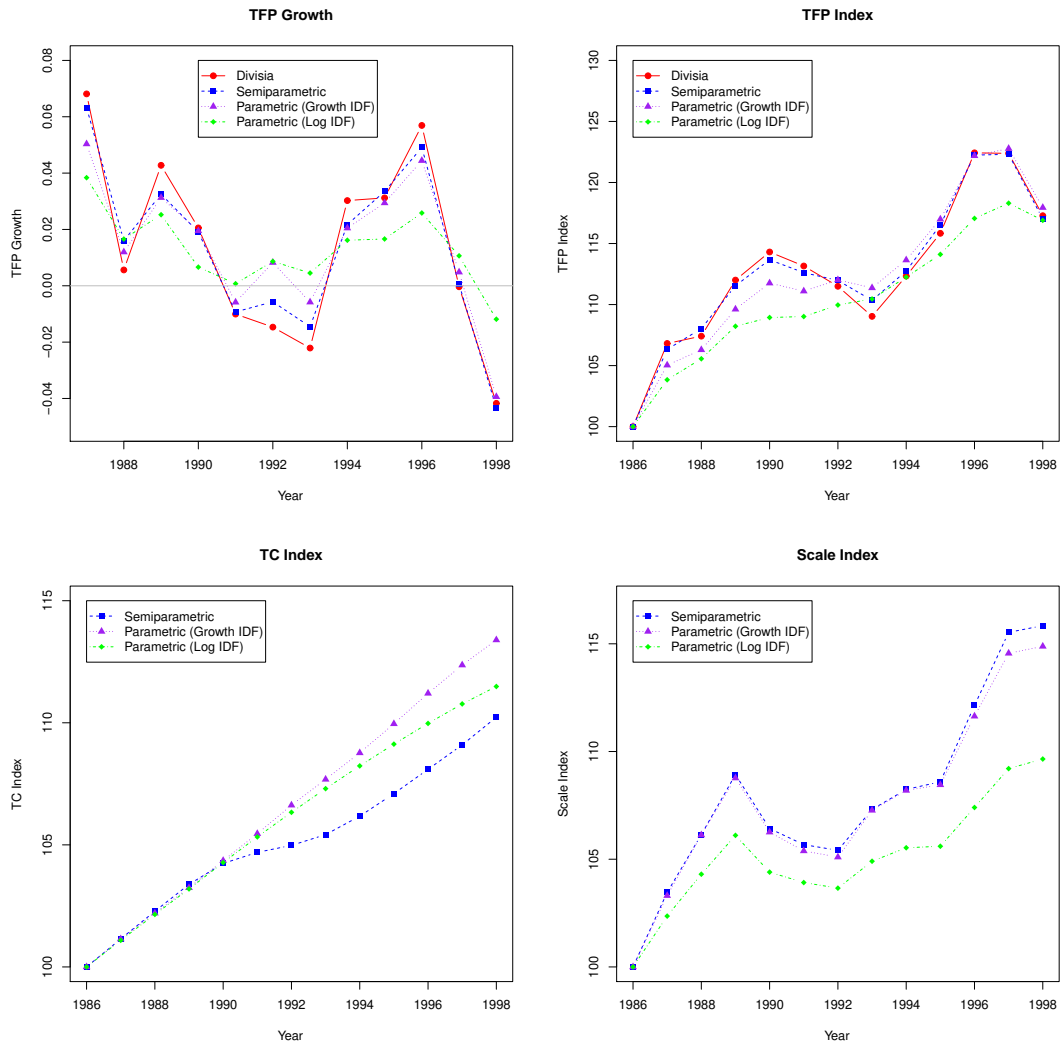 TFP Growth
TFP Growth
0.08
0.06
0.04
0.02
0.00
−0.02
−0.04
Divisia
Semiparametric
Parametric (Growth IDF)
Parametric (Log IDF)
1988 1990 1992 1994 1996 1998
Year
TFP Index
TFP Index
130
125
120
115
110
105
100
Divisia
Semiparametric
Parametric (Growth IDF)
Parametric (Log IDF)
1986 1988 1990 1992 1994 1996 1998
Year
TC Index
TC Index
115
110
105
100
Semiparametric
Parametric (Growth IDF)
Parametric (Log IDF)
1986 1988 1990 1992 1994 1996 1998
Year
Scale Index
Scale Index
115
110
105
100
Semiparametric
Parametric (Growth IDF)
Parametric (Log IDF)
1986 1988 1990 1992 1994 1996 1998
Year